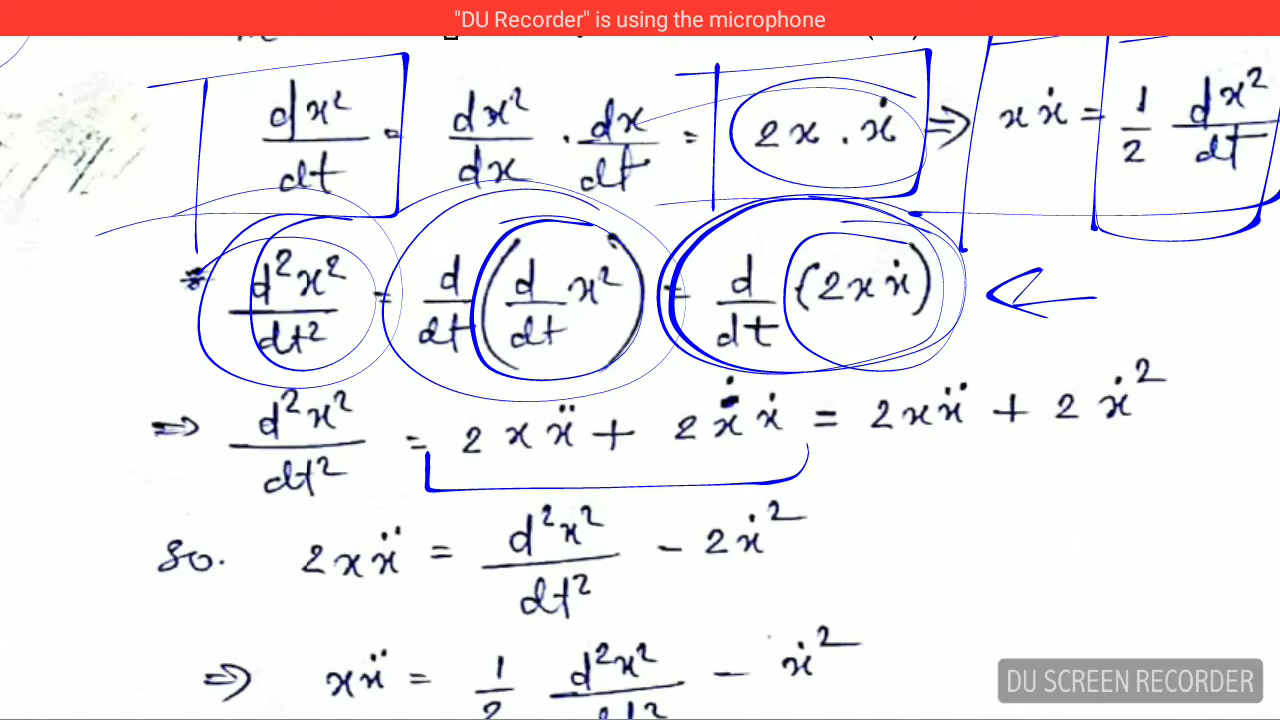 "DU Recorder" is using the microphone
dx²/dt = dx²/dx · dx/dt = 2x . ẋ ⇒ xẋ = 1/2 dx²/dt
* d²x²/dt² = d/dt (d/dt x²) = d/dt (2xẋ) ←
⇒ d²x²/dt² = 2xẍ + 2ẋẋ = 2xẍ + 2ẋ²
So. 2xẍ = d²x²/dt² - 2ẋ²
⇒ xẍ = 1/2 d²x²/dt² - ẋ²
DU SCREEN RECORDER